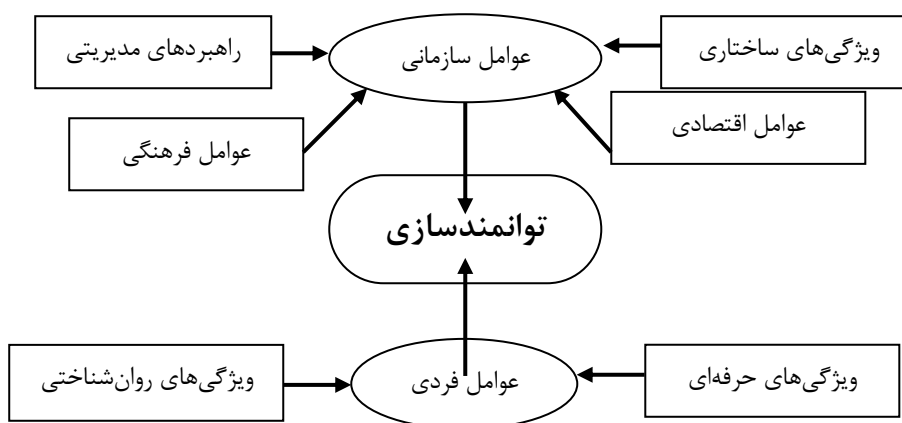 ویژگی‌های ساختاری
عوامل سازمانی
راهبردهای مدیریتی
عوامل اقتصادی
عوامل فرهنگی
توانمندسازی
ویژگی‌های حرفه‌ای
عوامل فردی
ویژگی‌های روان‌شناختی